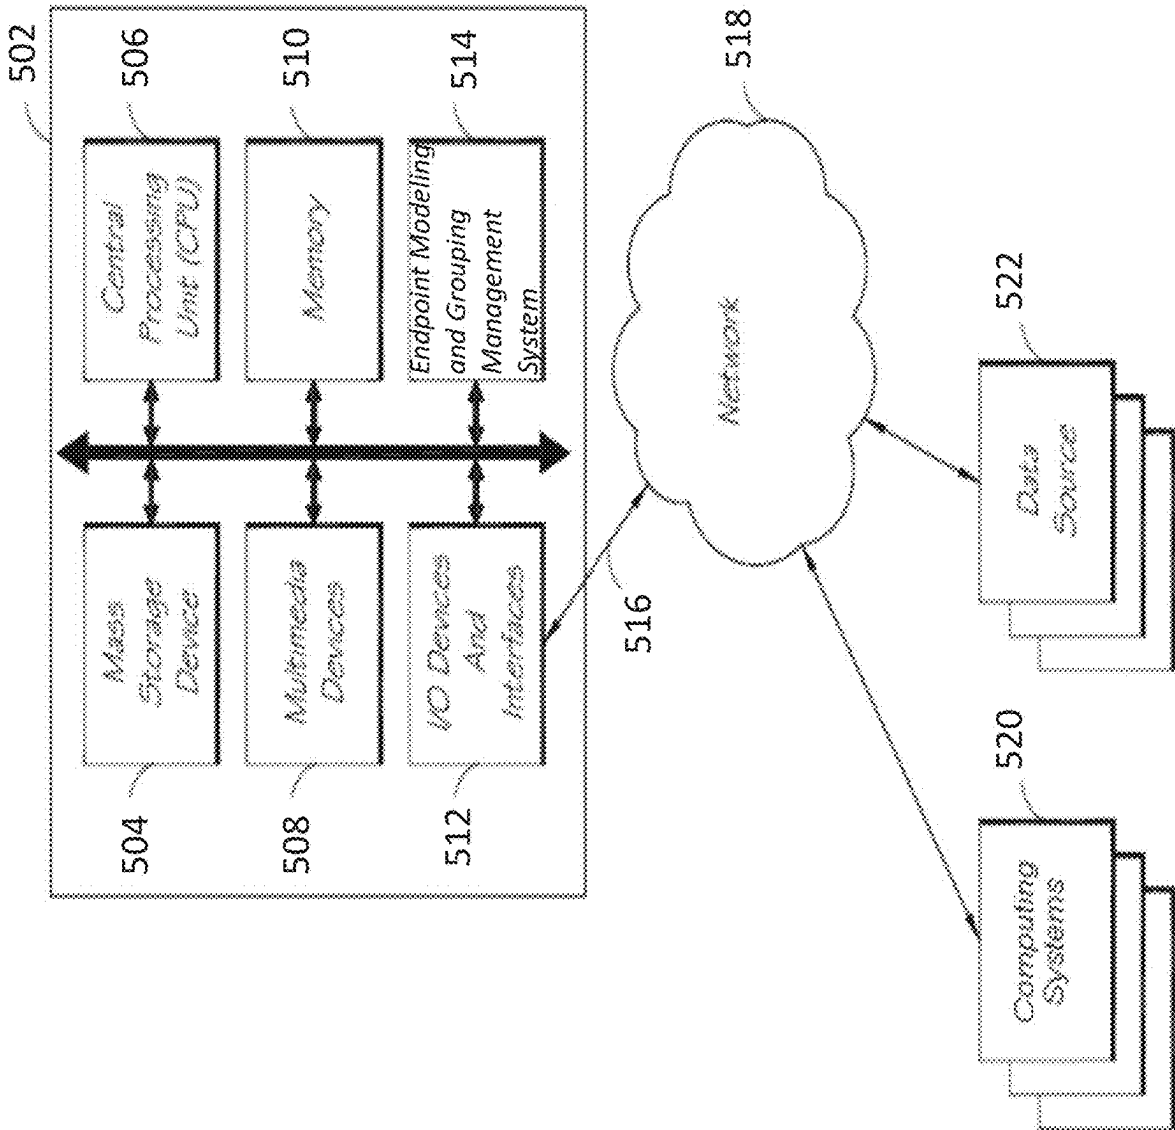 502
504
Mass
Storage
Device
506
Central
Processing
Unit (CPU)
508
Multimedia
Devices
510
Memory
512
I/O Devices
And
Interfaces
514
Endpoint Modeling
and Grouping
Management
System
516
518
Network
520
Computing
Systems
522
Data
Source